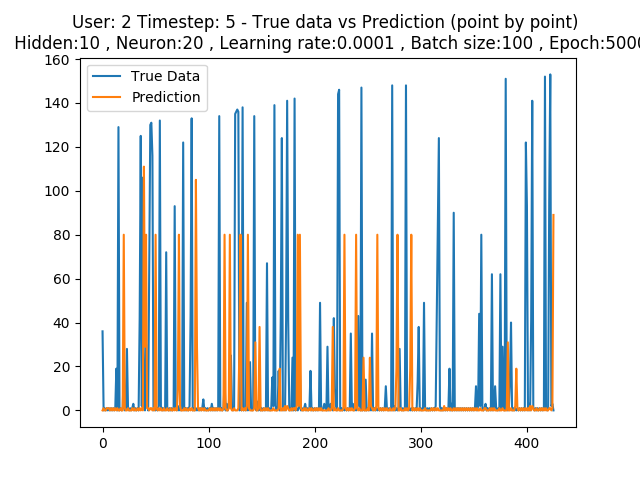 User: 2 Timestep: 5 - True data vs Prediction (point by point)
Hidden:10 , Neuron:20 , Learning rate:0.0001 , Batch size:100 , Epoch:5000
True Data
Prediction
160
140
120
100
80
60
40
20
0
0 100 200 300 400